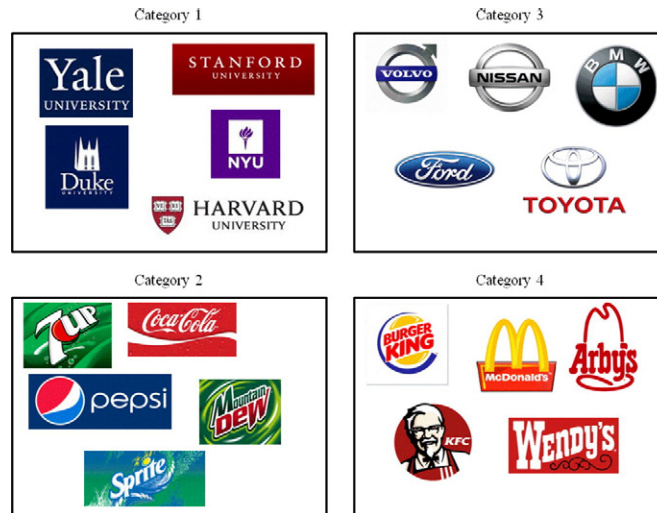 Category 1
Yale
UNIVERSITY
STANFORD
UNIVERSITY
Duke
UNIVERSITY
NYU
HARVARD
UNIVERSITY
Category 3
VOLVO
NISSAN
BMW
Ford
TOYOTA
Category 2
7UP
Coca-Cola
pepsi
Mountain
DEW
Sprite
Category 4
BURGER
KING
McDonald's
Arby's
KFC
WENDY'S